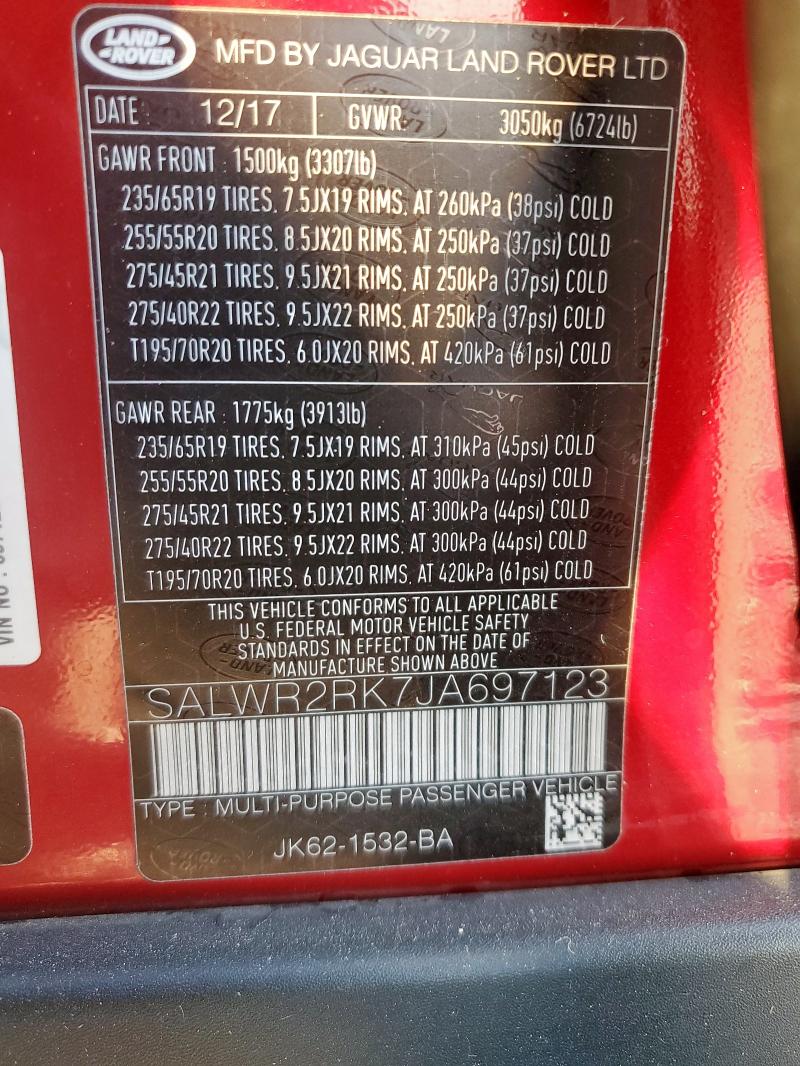 LAND-
-ROVER
MFD BY JAGUAR LAND ROVER LTD
DATE : 12/17 GVWR: 3050kg (6724lb)
GAWR FRONT : 1500kg (3307lb)
235/65R19 TIRES, 7.5JX19 RIMS, AT 260kPa (38psi) COLD
255/55R20 TIRES, 8.5JX20 RIMS, AT 250kPa (37psi) COLD
275/45R21 TIRES, 9.5JX21 RIMS, AT 250kPa (37psi) COLD
275/40R22 TIRES, 9.5JX22 RIMS, AT 250kPa (37psi) COLD
T195/70R20 TIRES, 6.0JX20 RIMS, AT 420kPa (61psi) COLD
GAWR REAR : 1775kg (3913lb)
235/65R19 TIRES, 7.5JX19 RIMS, AT 310kPa (45psi) COLD
255/55R20 TIRES, 8.5JX20 RIMS, AT 300kPa (44psi) COLD
275/45R21 TIRES, 9.5JX21 RIMS, AT 300kPa (44psi) COLD
275/40R22 TIRES, 9.5JX22 RIMS, AT 300kPa (44psi) COLD
T195/70R20 TIRES, 6.0JX20 RIMS, AT 420kPa (61psi) COLD
THIS VEHICLE CONFORMS TO ALL APPLICABLE
U.S. FEDERAL MOTOR VEHICLE SAFETY
STANDARDS IN EFFECT ON THE DATE OF
MANUFACTURE SHOWN ABOVE
SALWR2RK7JA697123
TYPE : MULTI-PURPOSE PASSENGER VEHICLE
JK62-1532-BA
VIN NO :